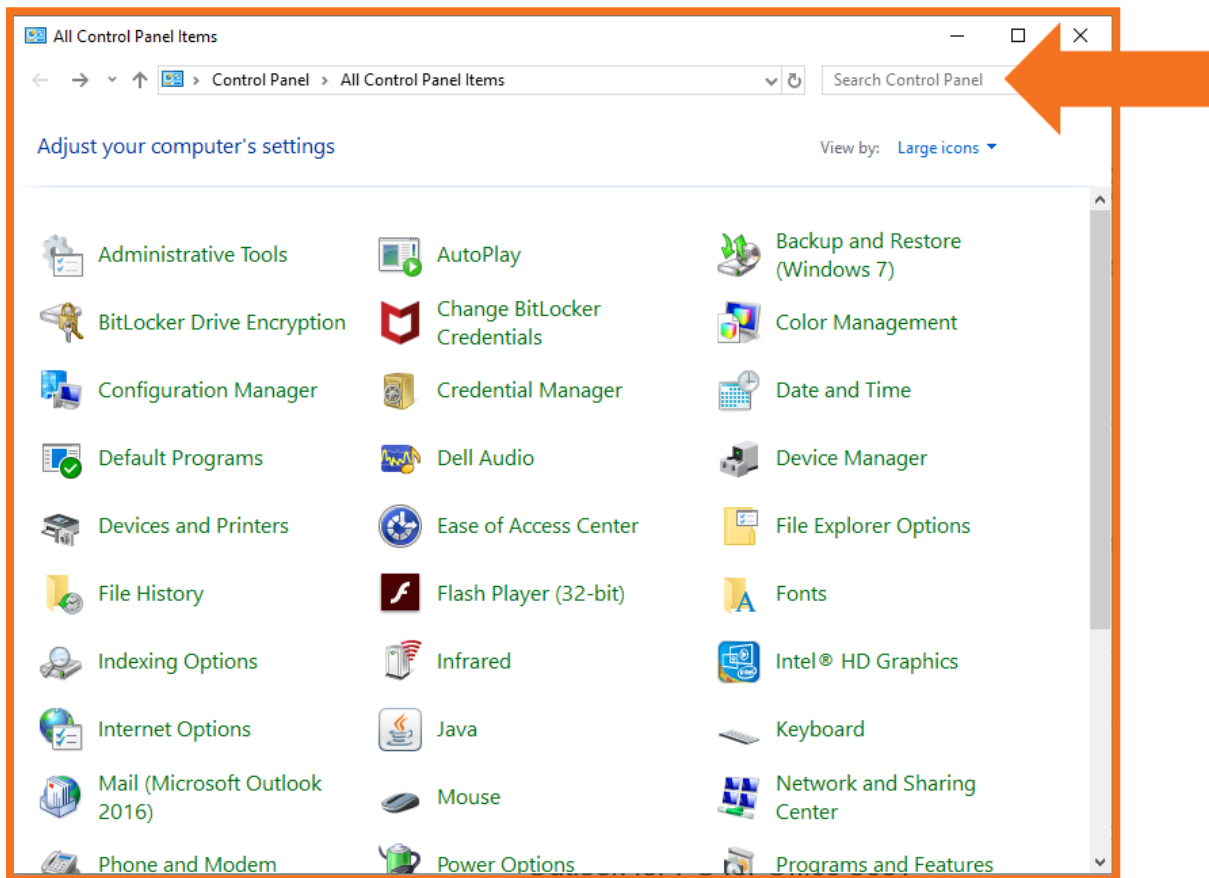 All Control Panel Items
Control Panel > All Control Panel Items
Search Control Panel
Adjust your computer's settings
View by: Large icons
Administrative Tools
AutoPlay
Backup and Restore
(Windows 7)
BitLocker Drive Encryption
Change BitLocker
Credentials
Color Management
Configuration Manager
Credential Manager
Date and Time
Default Programs
Dell Audio
Device Manager
Devices and Printers
Ease of Access Center
File Explorer Options
File History
Flash Player (32-bit)
Fonts
Indexing Options
Infrared
Intel® HD Graphics
Internet Options
Java
Keyboard
Mail (Microsoft Outlook
2016)
Mouse
Network and Sharing
Center
Phone and Modem
Power Options
Programs and Features